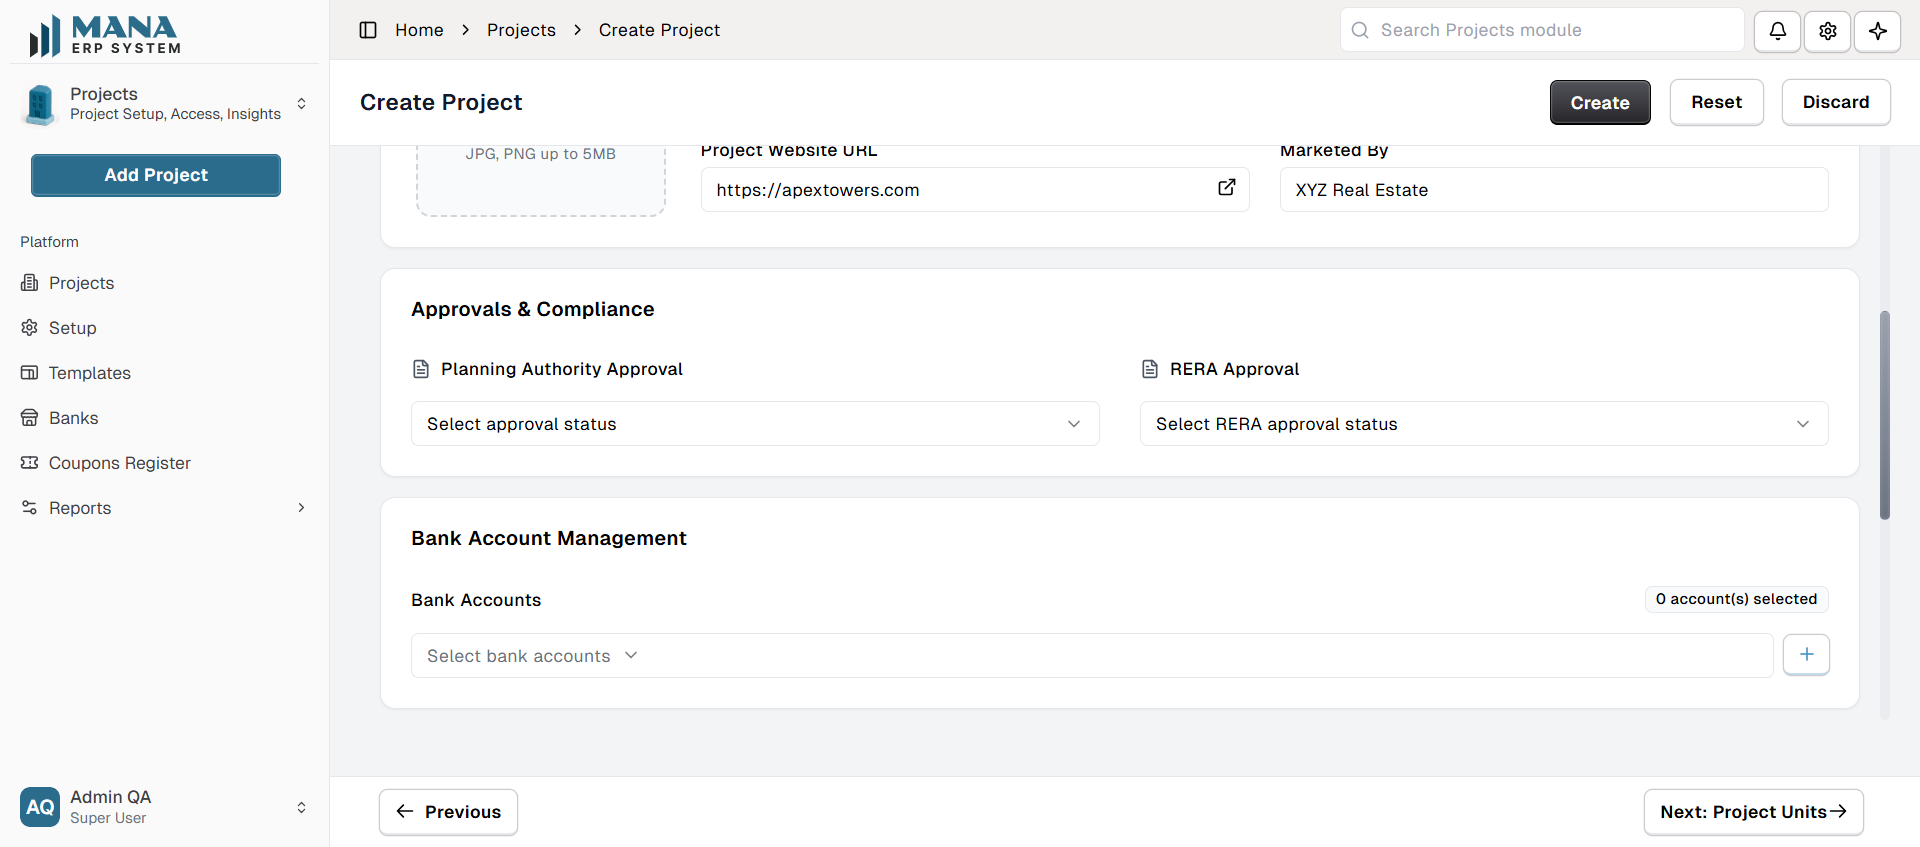 MANA
ERP SYSTEM
Projects
Project Setup, Access, Insights
Add Project
Platform
Projects
Setup
Templates
Banks
Coupons Register
Reports
AQ
Admin QA
Super User
Home
Projects
Create Project
Search Projects module
Create Project
Create
Reset
Discard
JPG, PNG up to 5MB
Project Website URL
https://apextowers.com
Marketed By
XYZ Real Estate
Approvals & Compliance
Planning Authority Approval
Select approval status
RERA Approval
Select RERA approval status
Bank Account Management
Bank Accounts
0 account(s) selected
Select bank accounts
Previous
Next: Project Units